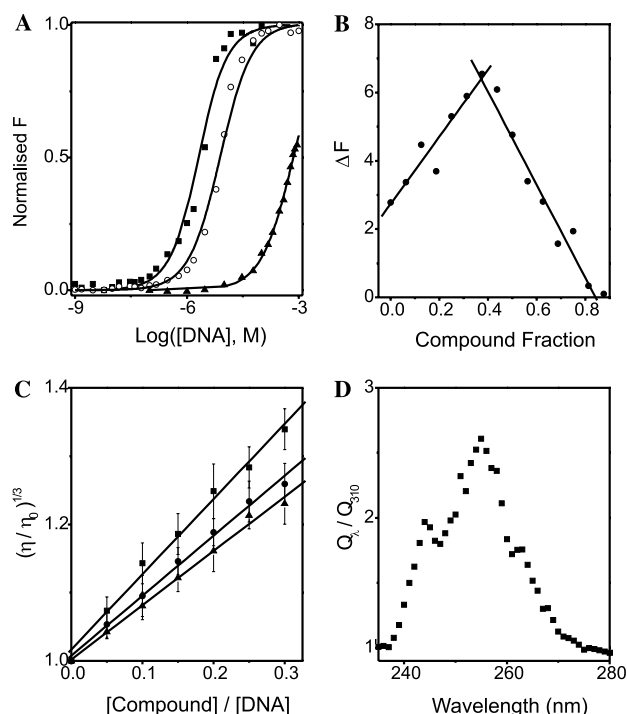 A
Normalised F
1.0
0.5
0.0
-9
-6
-3
Log([DNA], M)
B
Δ F
8
6
4
2
0
0.0
0.2
0.4
0.6
0.8
Compound Fraction
C
(η / η0 )1/3
1.4
1.2
1.0
0.0
0.1
0.2
0.3
[Compound] / [DNA]
D
Qλ / Q310
3
2
1
240
260
280
Wavelength (nm)